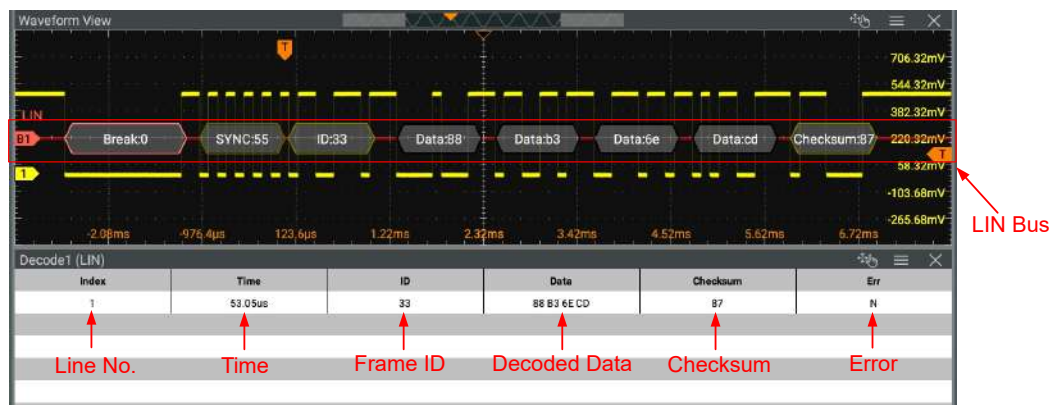 Waveform View
T
706.32mV
544.32mV
382.32mV
LIN
B1 Break:0 SYNC:55 ID:33 Data:88 Data:b3 Data:6e Data:cd Checksum:87 220.32mV
T
1 58.32mV
-103.68mV
-265.68mV
LIN Bus
-2.08ms -976.4µs 123.6µs 1.22ms 2.32ms 3.42ms 4.52ms 5.62ms 6.72ms
Decode1 (LIN)
Index Time ID Data Checksum Err
1 53.05us 33 88 B3 6E CD 87 N
Line No. Time Frame ID Decoded Data Checksum Error